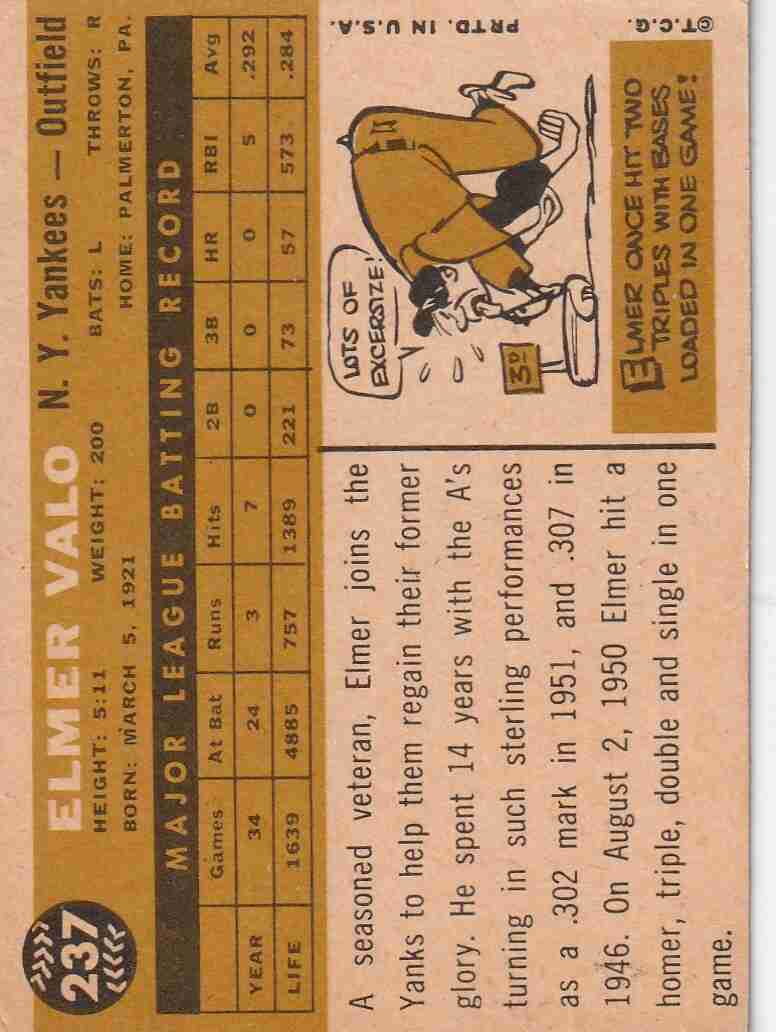 237
ELMER VALO N. Y. Yankees — Outfield
HEIGHT: 5:11 WEIGHT: 200 BATS: L THROWS: R
BORN: MARCH 5, 1921 HOME: PALMERTON, PA.
MAJOR LEAGUE BATTING RECORD
Games At Bat Runs Hits 2B 3B HR RBI Avg
YEAR 34 24 3 7 0 0 0 5 .292
LIFE 1639 4885 757 1389 221 73 57 573 .284
A seasoned veteran, Elmer joins the
Yanks to help them regain their former
glory. He spent 14 years with the A's
turning in such sterling performances
as a .302 mark in 1951, and .307 in
1946. On August 2, 1950 Elmer hit a
homer, triple, double and single in one
game.
LOTS OF
EXCERSIZE!
3D
ELMER ONCE HIT TWO
TRIPLES WITH BASES
LOADED IN ONE GAME!
©T.C.G. PRTD. IN U.S.A.